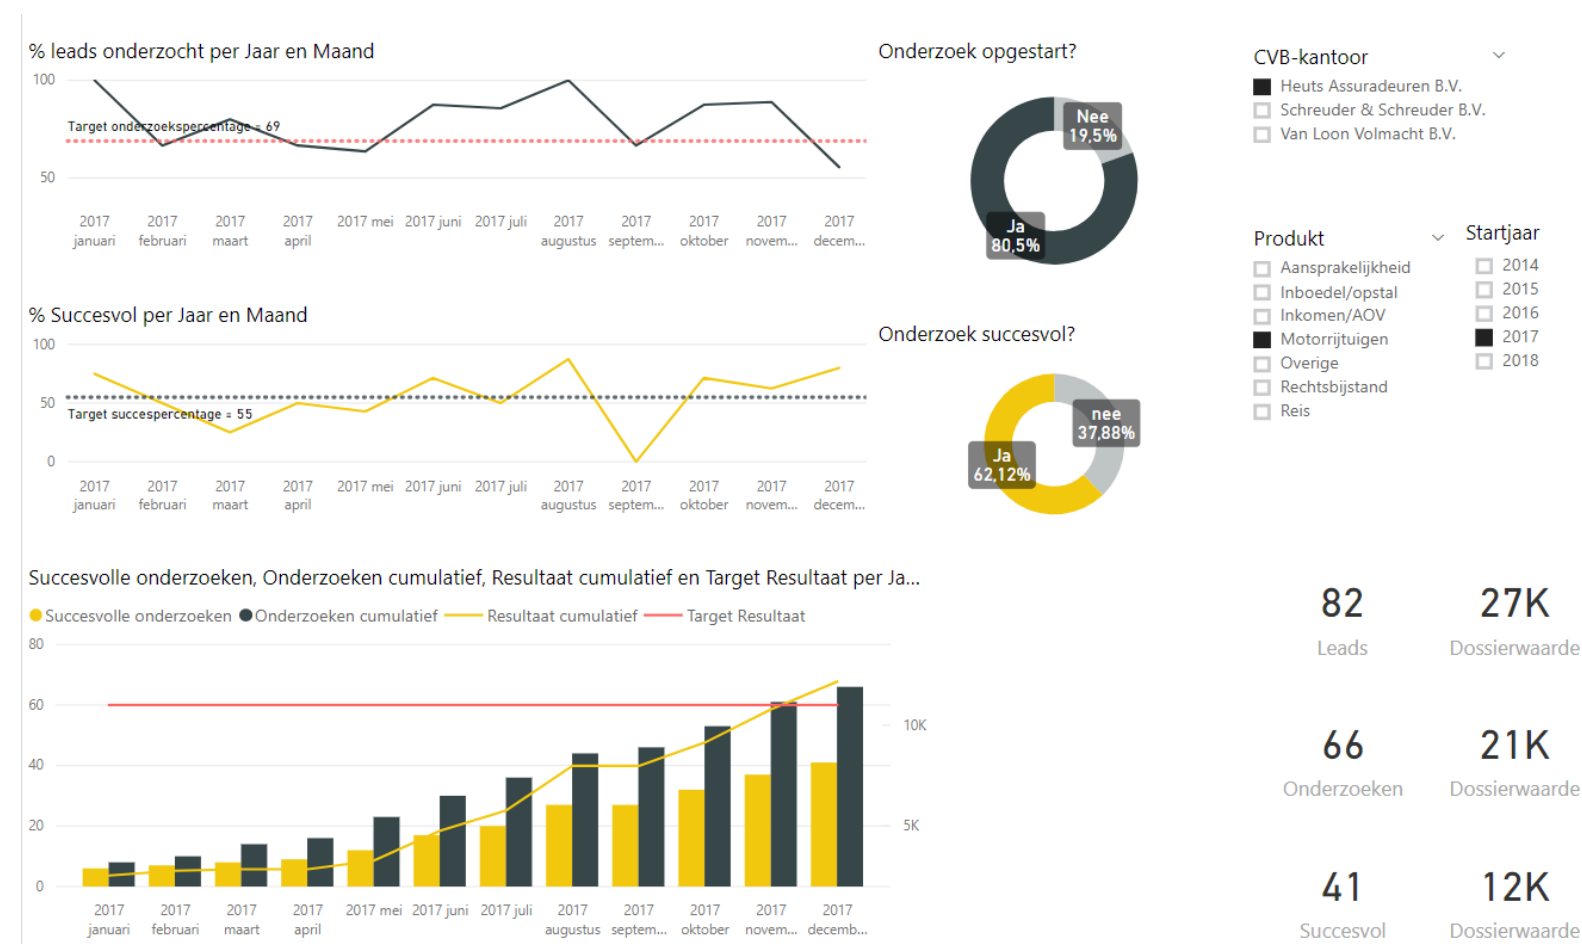 % leads onderzocht per Jaar en Maand
100
Target onderzoekspercentage = 69
50
2017 januari
2017 februari
2017 maart
2017 april
2017 mei
2017 juni
2017 juli
2017 augustus
2017 septem...
2017 oktober
2017 novem...
2017 decem...
% Succesvol per Jaar en Maand
100
50
Target succespercentage = 55
0
2017 januari
2017 februari
2017 maart
2017 april
2017 mei
2017 juni
2017 juli
2017 augustus
2017 septem...
2017 oktober
2017 novem...
2017 decem...
Onderzoek opgestart?
Nee
19,5%
Ja
80,5%
Onderzoek succesvol?
nee
37,88%
Ja
62,12%
CVB-kantoor
Heuts Assuradeuren B.V.
Schreuder & Schreuder B.V.
Van Loon Volmacht B.V.
Produkt
Aansprakelijkheid
Inboedel/opstal
Inkomen/AOV
Motorrijtuigen
Overige
Rechtsbijstand
Reis
Startjaar
2014
2015
2016
2017
2018
Succesvolle onderzoeken, Onderzoeken cumulatief, Resultaat cumulatief en Target Resultaat per Ja...
Succesvolle onderzoeken
Onderzoeken cumulatief
Resultaat cumulatief
Target Resultaat
80
60
40
20
0
10K
5K
2017 januari
2017 februari
2017 maart
2017 april
2017 mei
2017 juni
2017 juli
2017 augustus
2017 septem...
2017 oktober
2017 novem...
2017 decemb...
82
Leads
27K
Dossierwaarde
66
Onderzoeken
21K
Dossierwaarde
41
Succesvol
12K
Dossierwaarde